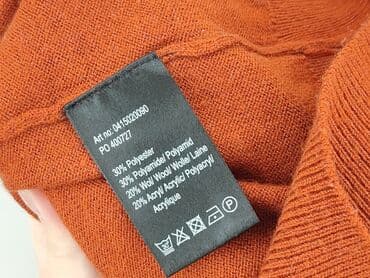 Art no: 0415020090
PO 400727
30% Polyester
30% Polyamide/ Polyamid
20% Wol/ Wool/ Wolle/ Laine
20% Acryl/ Acrylic/ Polyacryl/
Acrylique
P